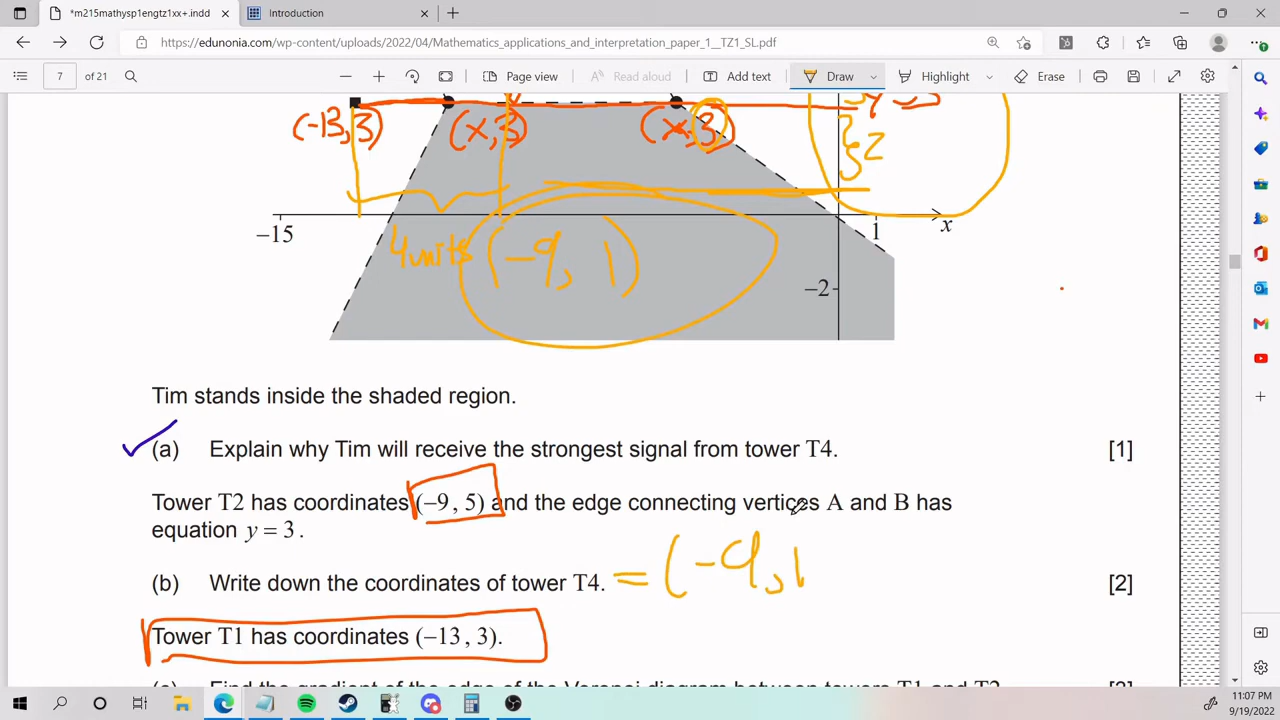 *m215mathysp1engtz1xx+.indd
Introduction
https://edunonia.com/wp-content/uploads/2022/04/Mathematics_applications_and_interpretation_paper_1__TZ1_SL.pdf
7 of 21
Page view
Read aloud
Add text
Draw
Highlight
Erase
(-13, 3)
(x, 3)
(x, 3)
2
−15
1
x
4 units
(-9, 1)
−2
Tim stands inside the shaded region.
(a) Explain why Tim will receive the strongest signal from tower T4. [1]
Tower T2 has coordinates (−9, 5) and the edge connecting vertices A and B has
equation y = 3.
(b) Write down the coordinates of tower T4. = (-9, 1 [2]
Tower T1 has coordinates (−13, 3).
11:07 PM
9/19/2022